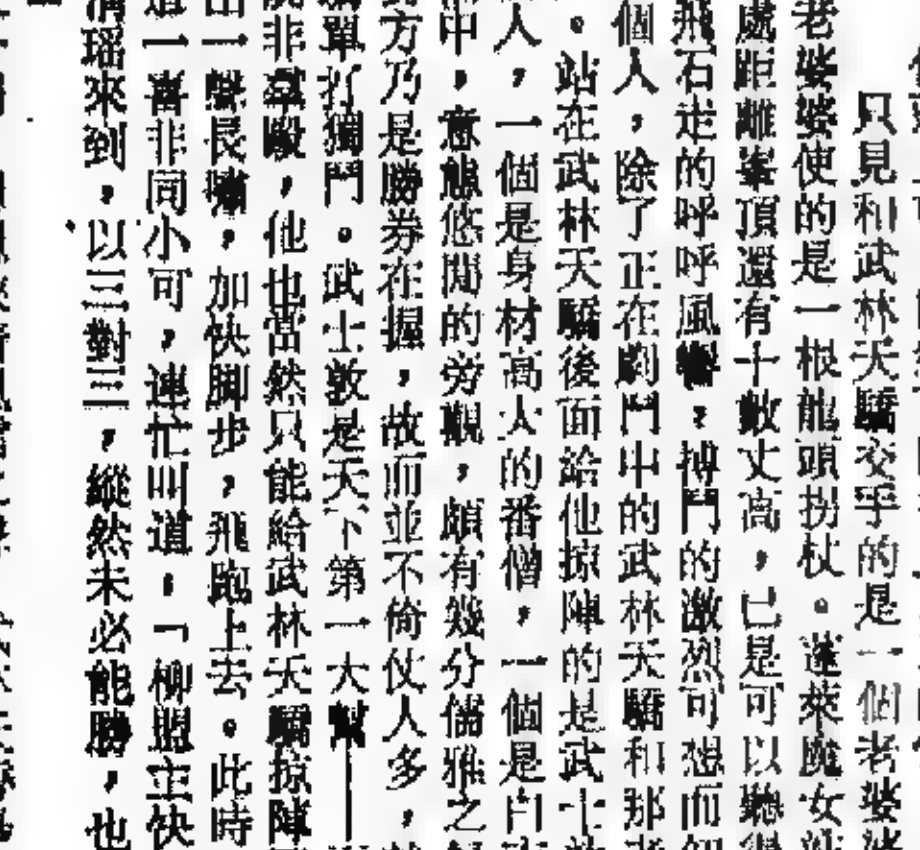 只見和武林天驕交手的是一個老婆婆
老婆婆使的是一根龍頭拐杖。蓬萊魔女
處距離峯頂還有十數丈高，已是可以聽得
飛石走的呼呼風響，搏鬥的激烈可想而知
個人，除了正在劇鬥中的武林天驕和那老
。站在武林天驕後面給他掠陣的是武士敦
人，一個是身材高大的番僧，一個是白
中，意態悠閒的旁觀，頗有幾分儒雅之
方乃是勝券在握，故而並不倚仗人多，
單打獨鬥。武士敦是天下第一大幫——
非羣毆，他也當然只能給武林天驕掠陣
出一聲長嘯，加快脚步，飛跑上去。此時
這一喜非同小可，連忙叫道：「柳盟主快
清瑶來到，以三對三，縱然未必能勝，也